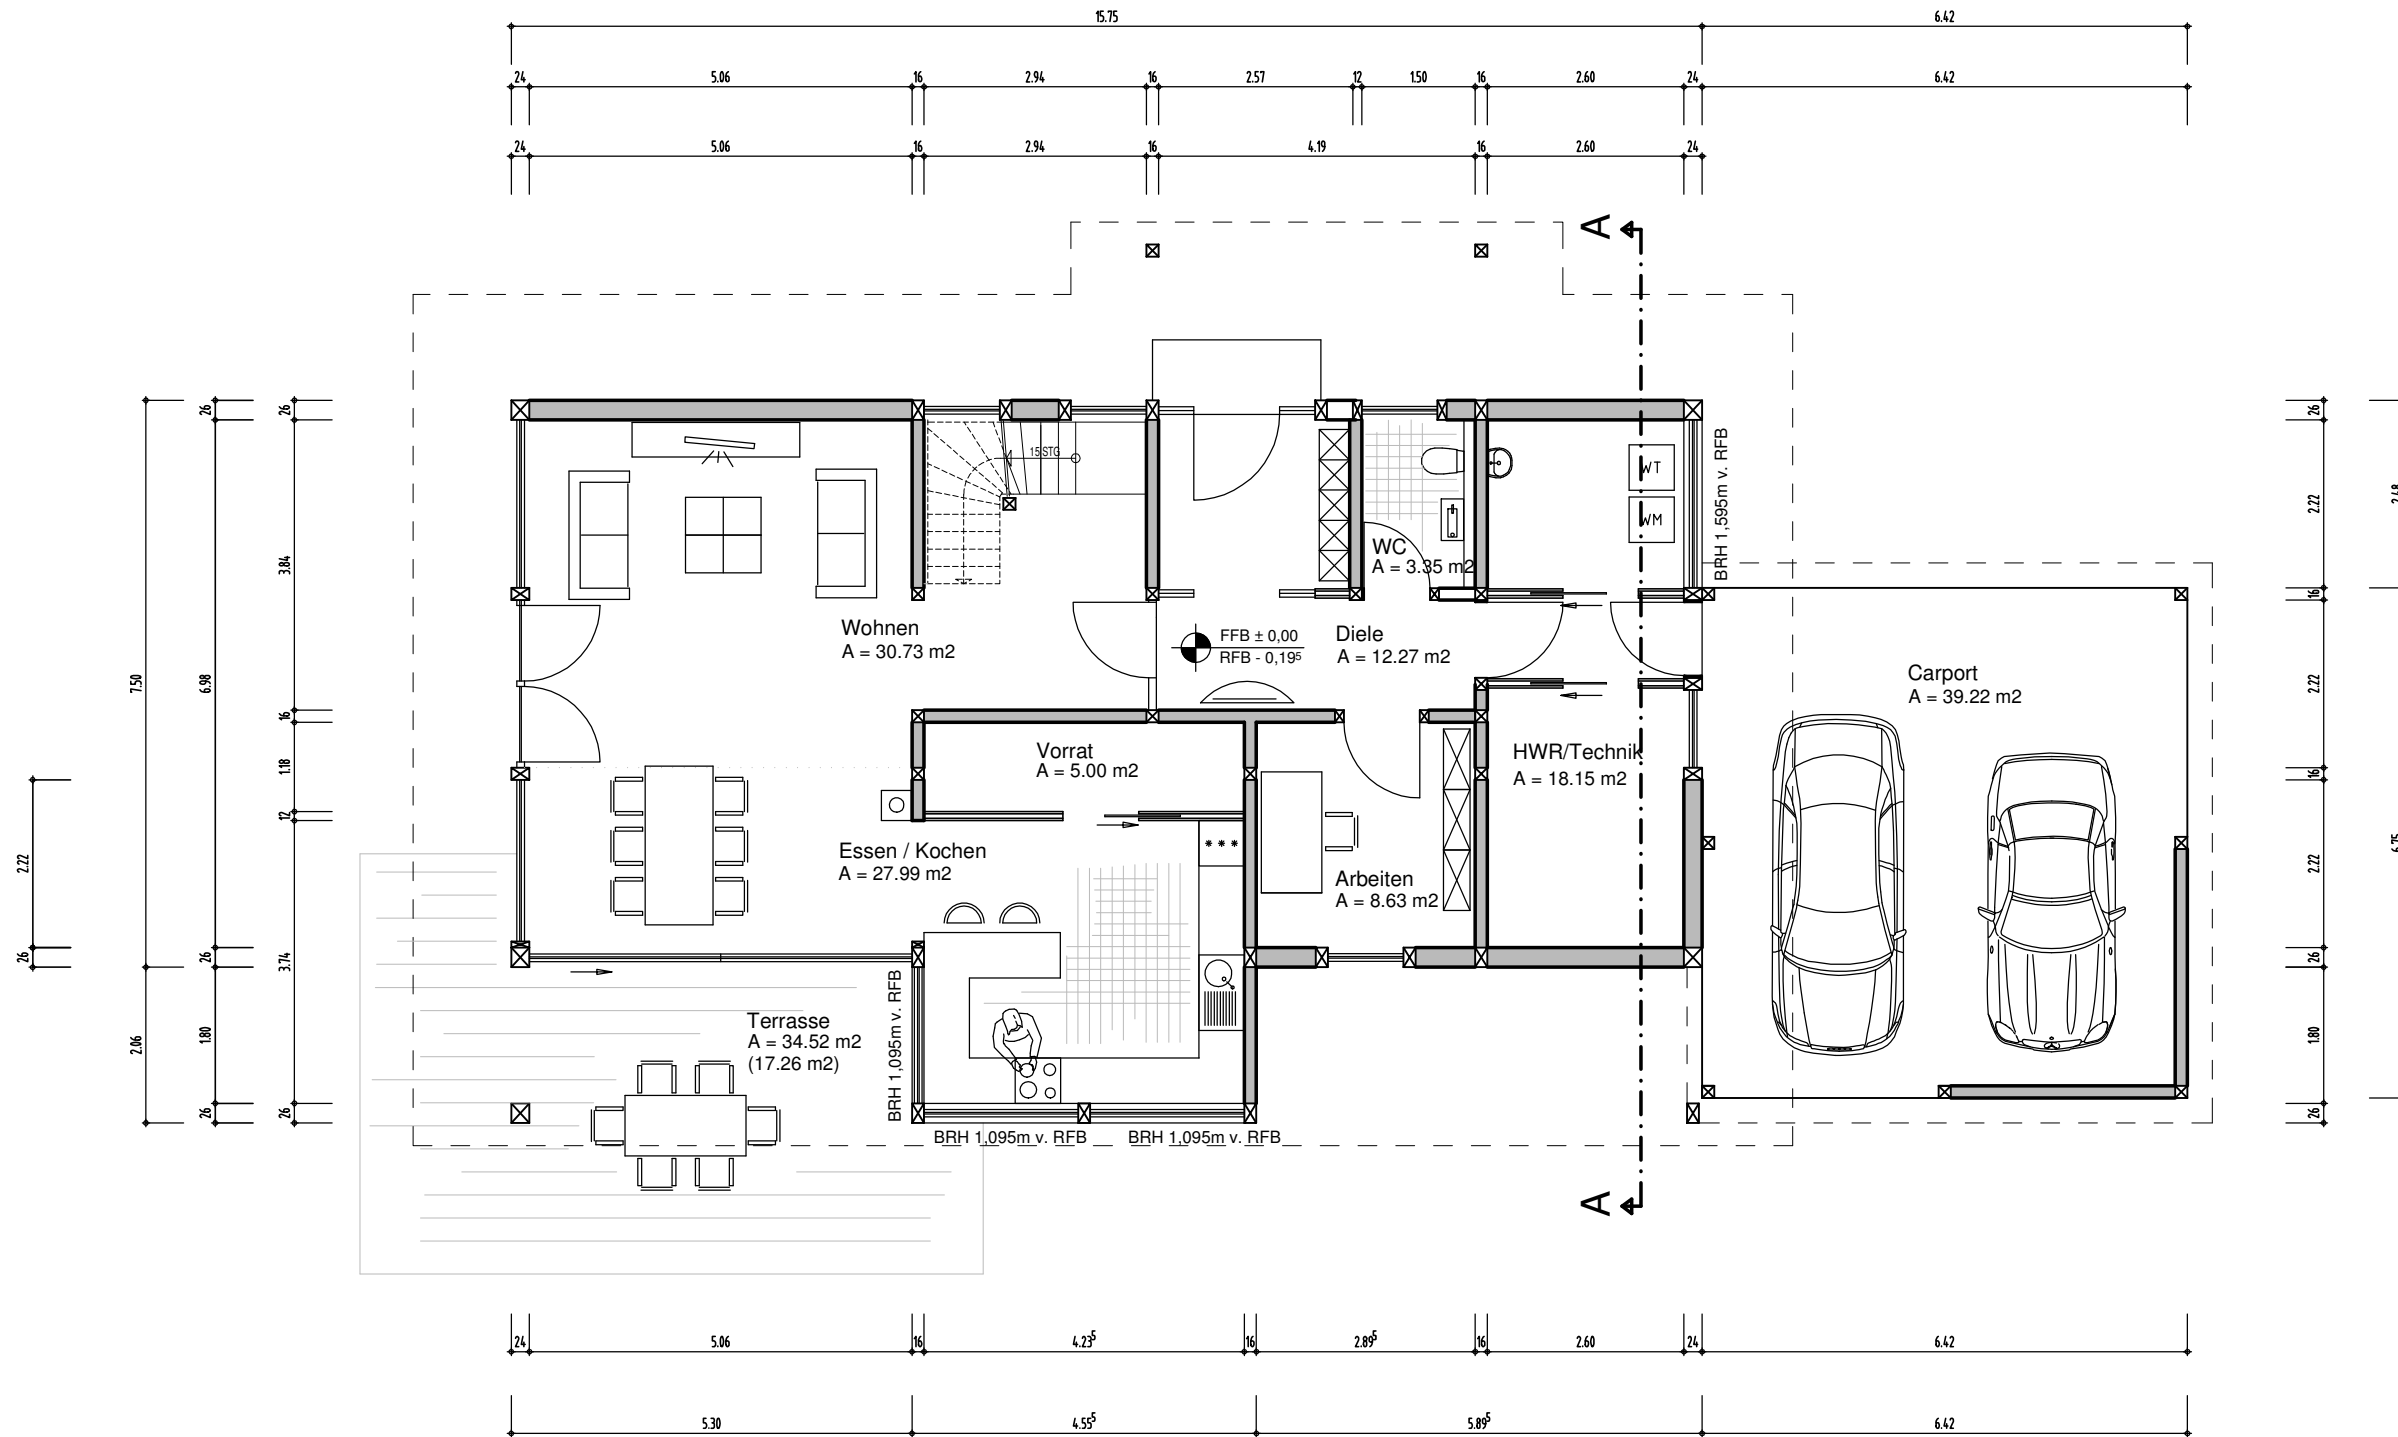 15.75 6.42
24 5.06 16 2.94 16 2.57 12 1.50 16 2.60 24 6.42
24 5.06 16 2.94 16 4.19 16 2.60 24
A
26 26 26
15 STG
WT
WM
BRH 1,595m v. RFB
2.22
3.84
WC
A = 3.35 m2
16
Wohnen
A = 30.73 m2
FFB ± 0,00
RFB - 0,19⁵
Diele
A = 12.27 m2
Carport
A = 39.22 m2
7.50 6.98 2.22
16
Vorrat
A = 5.00 m2
HWR/Technik
A = 18.15 m2
1.18
16
12
2.22
Essen / Kochen
A = 27.99 m2
Arbeiten
A = 8.63 m2
2.22
26 26 3.74 26
Terrasse
A = 34.52 m2
(17.26 m2)
BRH 1,095m v. RFB
2.06 1.80 1.80
26 26 26
BRH 1,095m v. RFB BRH 1,095m v. RFB
A
24 5.06 16 4.23⁵ 16 2.89⁵ 16 2.60 24 6.42
5.30 4.55⁵ 5.89⁵ 6.42